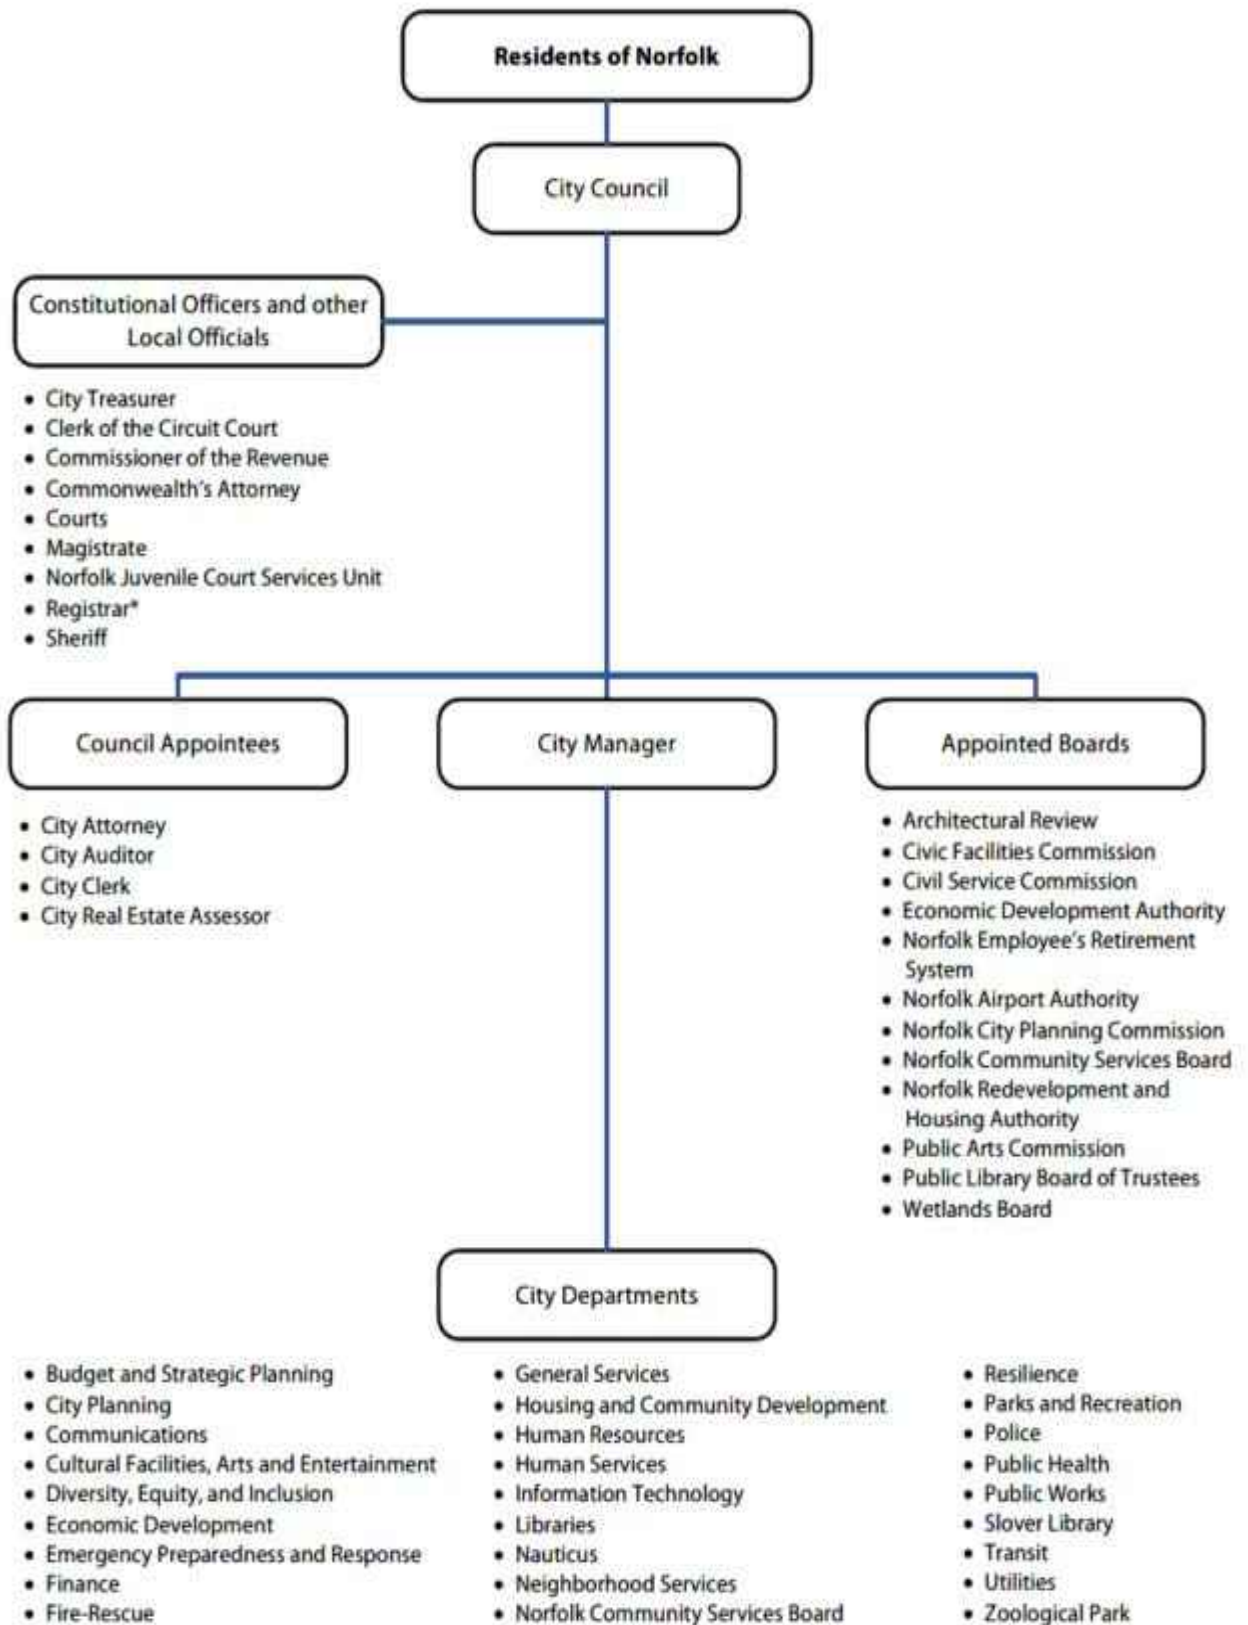 Residents of Norfolk
City Council
Constitutional Officers and other
Local Officials
• City Treasurer
• Clerk of the Circuit Court
• Commissioner of the Revenue
• Commonwealth's Attorney
• Courts
• Magistrate
• Norfolk Juvenile Court Services Unit
• Registrar*
• Sheriff
Council Appointees
• City Attorney
• City Auditor
• City Clerk
• City Real Estate Assessor
City Manager
Appointed Boards
• Architectural Review
• Civic Facilities Commission
• Civil Service Commission
• Economic Development Authority
• Norfolk Employee's Retirement
System
• Norfolk Airport Authority
• Norfolk City Planning Commission
• Norfolk Community Services Board
• Norfolk Redevelopment and
Housing Authority
• Public Arts Commission
• Public Library Board of Trustees
• Wetlands Board
City Departments
• Budget and Strategic Planning
• City Planning
• Communications
• Cultural Facilities, Arts and Entertainment
• Diversity, Equity, and Inclusion
• Economic Development
• Emergency Preparedness and Response
• Finance
• Fire-Rescue
• General Services
• Housing and Community Development
• Human Resources
• Human Services
• Information Technology
• Libraries
• Nauticus
• Neighborhood Services
• Norfolk Community Services Board
• Resilience
• Parks and Recreation
• Police
• Public Health
• Public Works
• Slover Library
• Transit
• Utilities
• Zoological Park